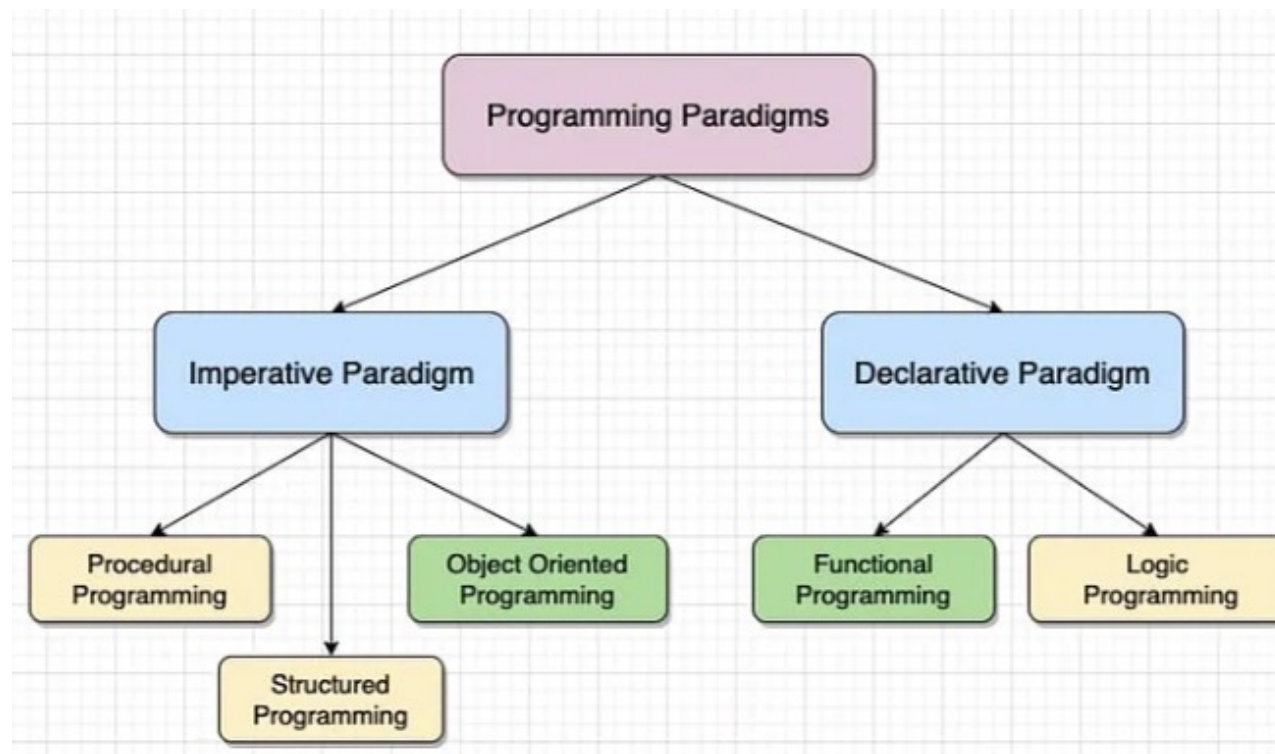 Programming Paradigms
Imperative Paradigm
Declarative Paradigm
Procedural
Programming
Object Oriented
Programming
Functional
Programming
Logic
Programming
Structured
Programming